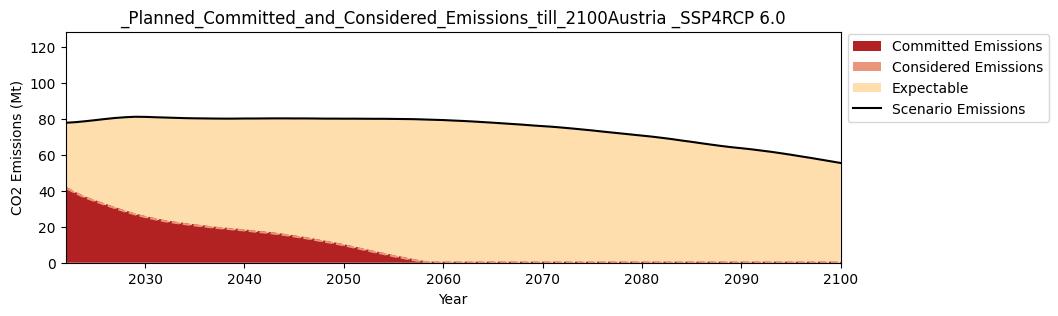 _Planned_Committed_and_Considered_Emissions_till_2100Austria _SSP4RCP 6.0
CO2 Emissions (Mt)
120
100
80
60
40
20
0
2030 2040 2050 2060 2070 2080 2090 2100
Year
Committed Emissions
Considered Emissions
Expectable
Scenario Emissions